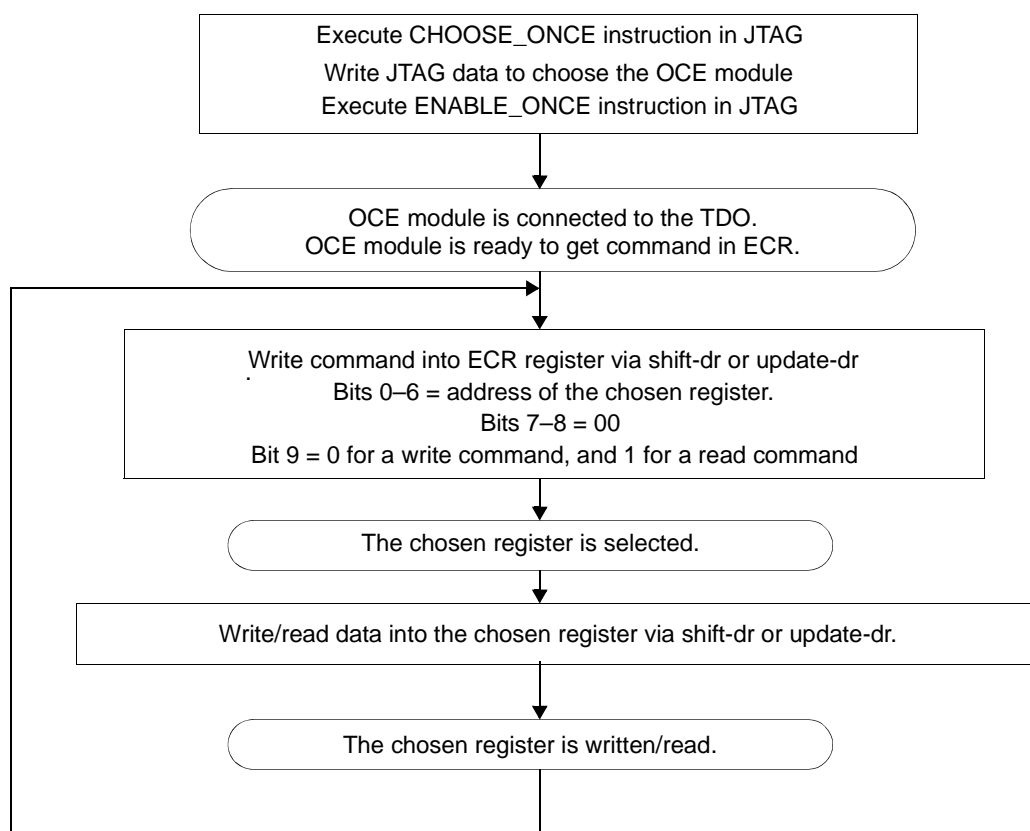 Execute CHOOSE_ONCE instruction in JTAG
Write JTAG data to choose the OCE module
Execute ENABLE_ONCE instruction in JTAG
OCE module is connected to the TDO.
OCE module is ready to get command in ECR.
Write command into ECR register via shift-dr or update-dr
.
Bits 0–6 = address of the chosen register.
Bits 7–8 = 00
Bit 9 = 0 for a write command, and 1 for a read command
The chosen register is selected.
Write/read data into the chosen register via shift-dr or update-dr.
The chosen register is written/read.